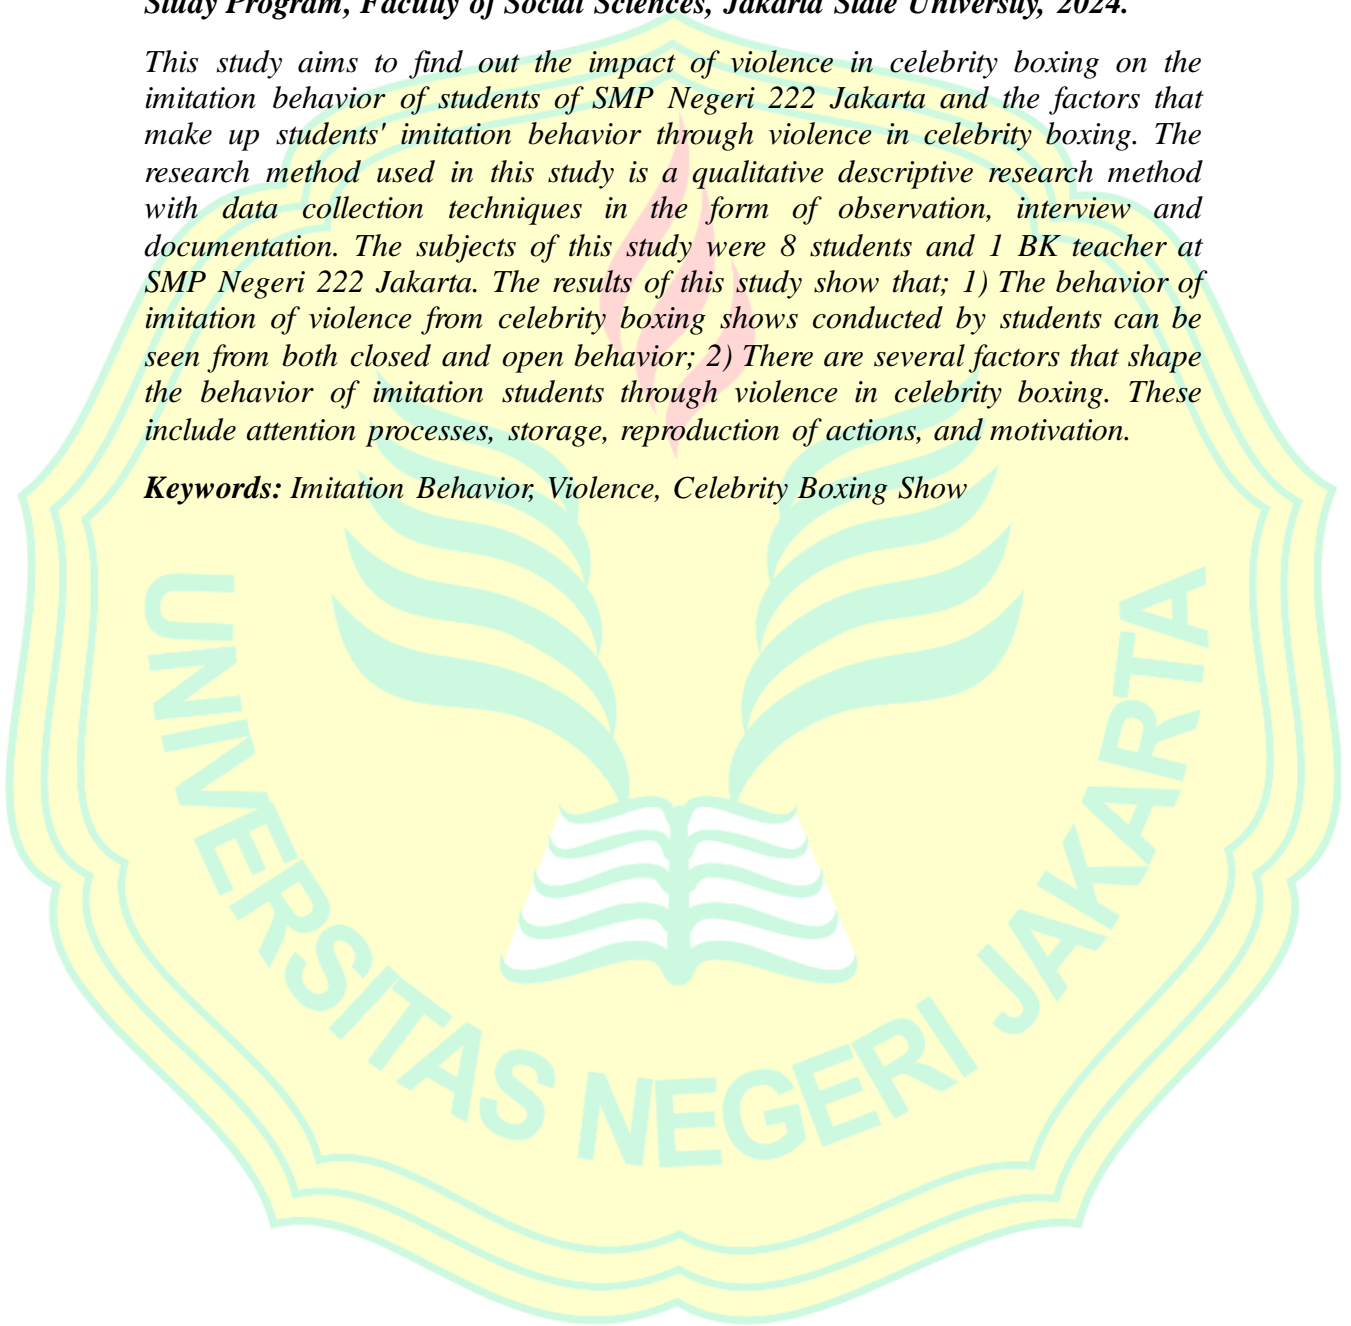 Study Program, Faculty of Social Sciences, Jakarta State University, 2024.
This study aims to find out the impact of violence in celebrity boxing on the
imitation behavior of students of SMP Negeri 222 Jakarta and the factors that
make up students' imitation behavior through violence in celebrity boxing. The
research method used in this study is a qualitative descriptive research method
with data collection techniques in the form of observation, interview and
documentation. The subjects of this study were 8 students and 1 BK teacher at
SMP Negeri 222 Jakarta. The results of this study show that; 1) The behavior of
imitation of violence from celebrity boxing shows conducted by students can be
seen from both closed and open behavior; 2) There are several factors that shape
the behavior of imitation students through violence in celebrity boxing. These
include attention processes, storage, reproduction of actions, and motivation.
Keywords: Imitation Behavior, Violence, Celebrity Boxing Show
UNIVERSITAS NEGERI JAKARTA